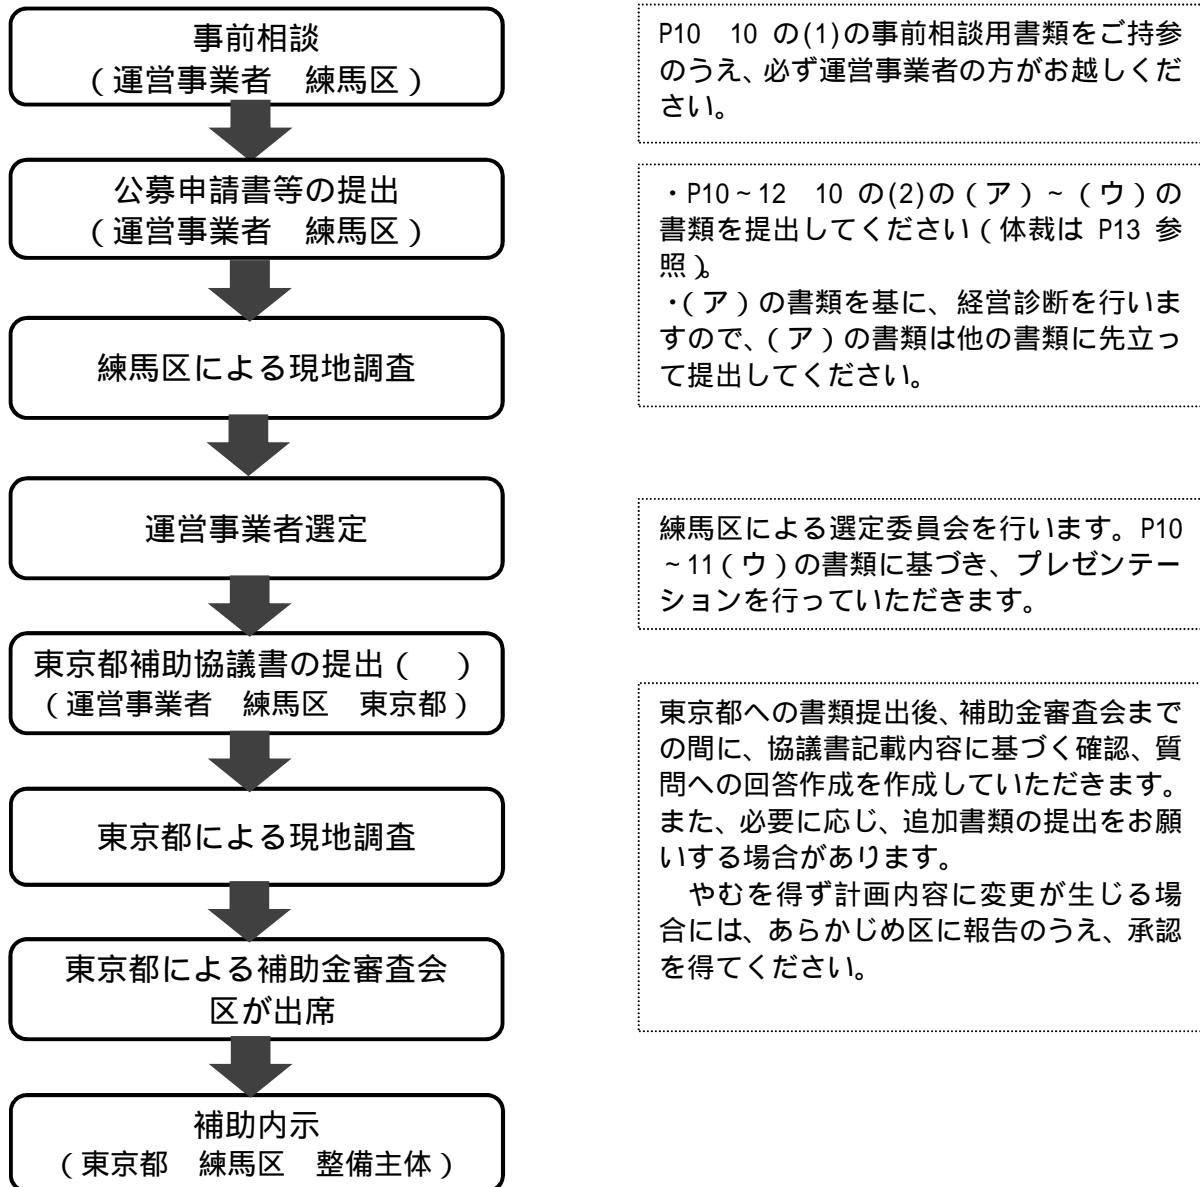 事前相談
（運営事業者　練馬区）
P10　10 の(1)の事前相談用書類をご持参
のうえ、必ず運営事業者の方がお越しくだ
さい。
公募申請書等の提出
（運営事業者　練馬区）
・P10～12　10 の(2)の（ア）～（ウ）の
書類を提出してください（体裁は P13 参
照）。
・（ア）の書類を基に、経営診断を行いま
すので、（ア）の書類は他の書類に先立っ
て提出してください。
練馬区による現地調査
運営事業者選定
練馬区による選定委員会を行います。P10
～11（ウ）の書類に基づき、プレゼンテー
ションを行っていただきます。
東京都補助協議書の提出（　）
（運営事業者　練馬区　東京都）
東京都への書類提出後、補助金審査会まで
の間に、協議書記載内容に基づく確認、質
問への回答作成を作成していただきます。
また、必要に応じ、追加書類の提出をお願
いする場合があります。
　やむを得ず計画内容に変更が生じる場
合には、あらかじめ区に報告のうえ、承認
を得てください。
東京都による現地調査
東京都による補助金審査会
区が出席
補助内示
（東京都　練馬区　整備主体）